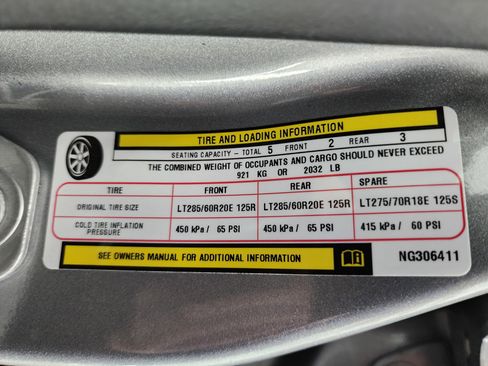 TIRE AND LOADING INFORMATION
SEATING CAPACITY - TOTAL 5 FRONT 2 REAR 3
THE COMBINED WEIGHT OF OCCUPANTS AND CARGO SHOULD NEVER EXCEED
921 KG OR 2032 LB
TIRE FRONT REAR SPARE
ORIGINAL TIRE SIZE LT285/60R20E 125R LT285/60R20E 125R LT275/70R18E 125S
COLD TIRE INFLATION PRESSURE 450 kPa / 65 PSI 450 kPa / 65 PSI 415 kPa / 60 PSI
SEE OWNERS MANUAL FOR ADDITIONAL INFORMATION NG306411